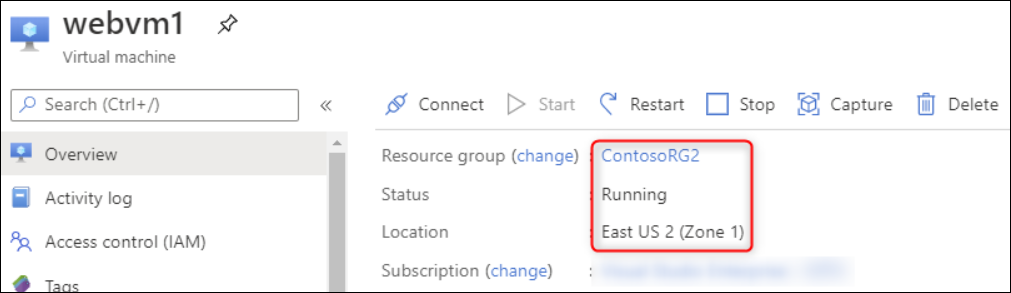 webvm1
Virtual machine
Search (Ctrl+/)
«
Connect
Start
Restart
Stop
Capture
Delete
Overview
Activity log
Access control (IAM)
Tags
Resource group (change) : ContosoRG2
Status : Running
Location : East US 2 (Zone 1)
Subscription (change) :